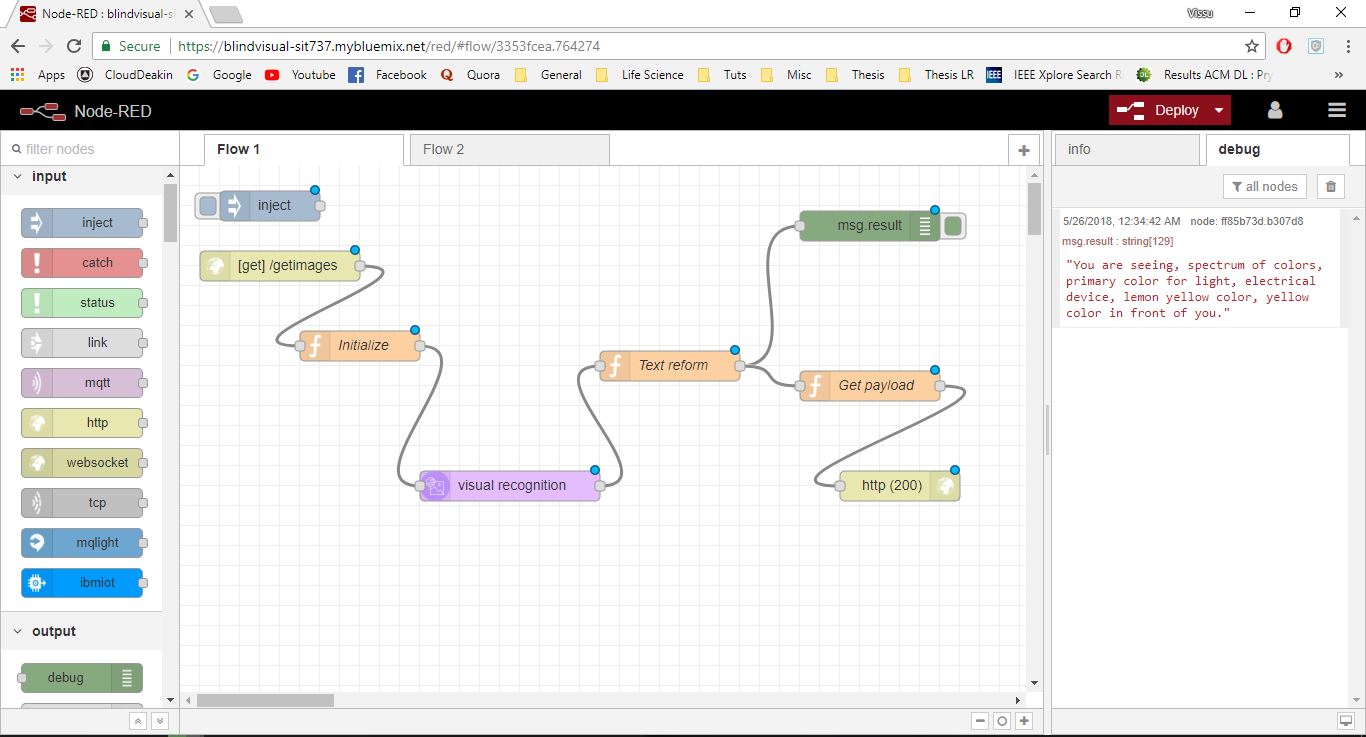 Node-RED : blindvisual-si
Vissu
Secure
https://blindvisual-sit737.mybluemix.net/red/#flow/3353fcea.764274
Apps
CloudDeakin
Google
Youtube
Facebook
Quora
General
Life Science
Tuts
Misc
Thesis
Thesis LR
IEEE
IEEE Xplore Search R
DL
Results ACM DL : Pry
»
Node-RED
Deploy
filter nodes
Flow 1
Flow 2
info
debug
input
inject
catch
status
link
mqtt
http
websocket
tcp
mqlight
ibmiot
output
debug
inject
[get] /getimages
Initialize
visual recognition
Text reform
msg.result
Get payload
http (200)
all nodes
5/26/2018, 12:34:42 AM node: ff85b73d.b307d8
msg.result : string[129]
"You are seeing, spectrum of colors,
primary color for light, electrical
device, lemon yellow color, yellow
color in front of you."